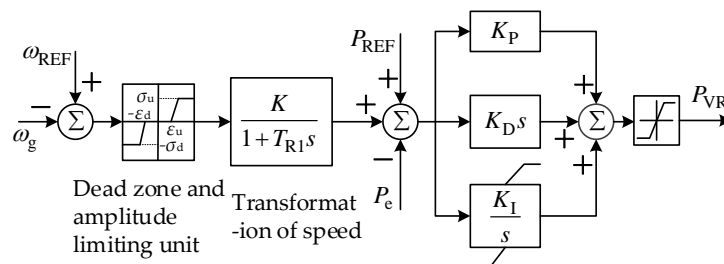 ω_REF
+
−
ω_g
Σ
σ_u
-ε_d
ε_u
-σ_d
Dead zone and
amplitude
limiting unit
K
1+T_R1 s
Transformat
-ion of speed
P_REF
+
+
Σ
−
P_e
K_P
K_D s
K_I
s
+
+
+
Σ
P_VR